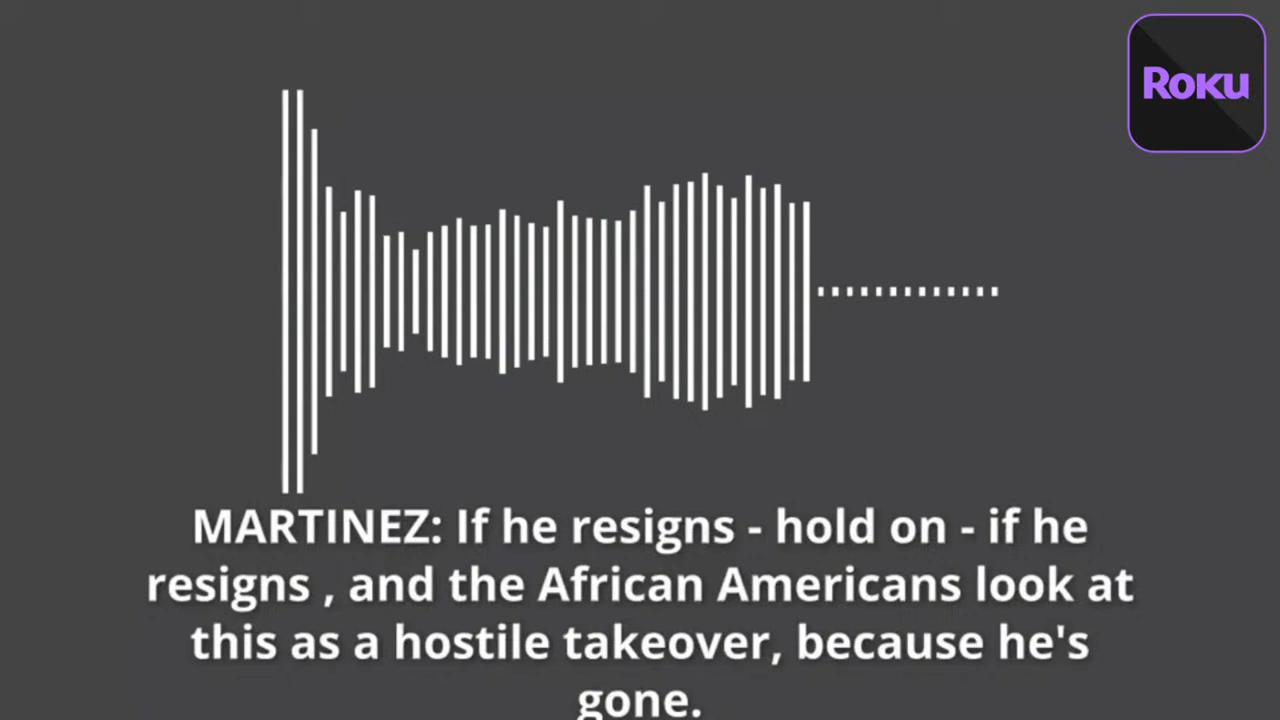 Roku
MARTINEZ: If he resigns - hold on - if he
resigns , and the African Americans look at
this as a hostile takeover, because he's
gone.